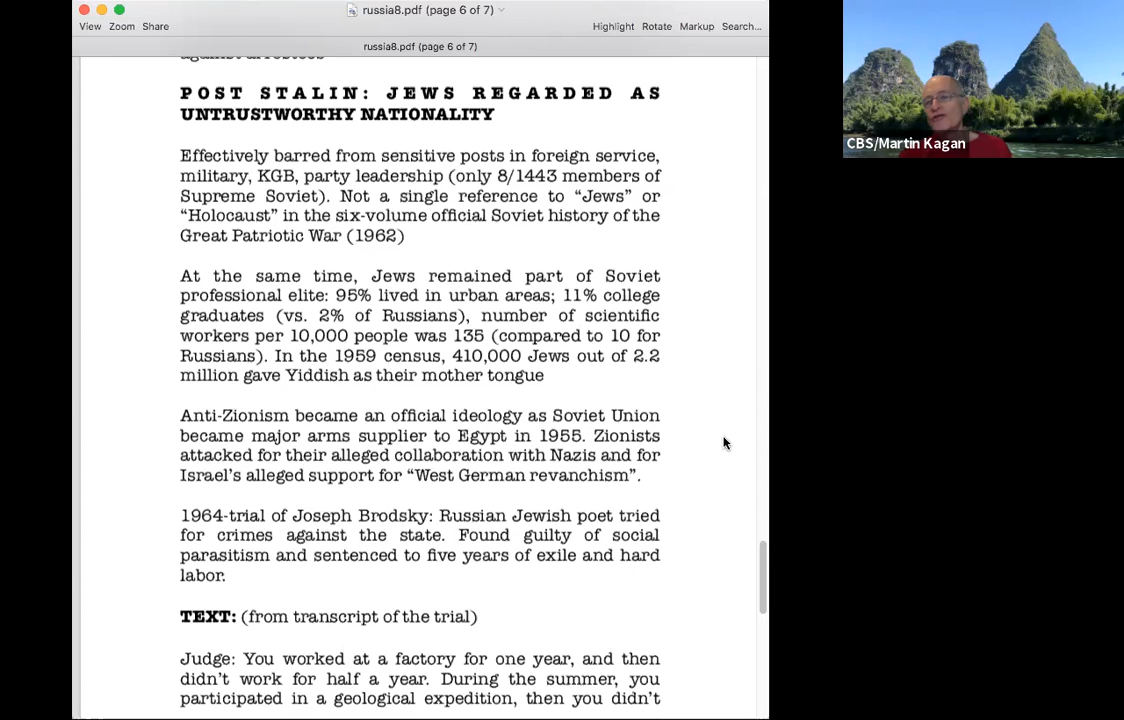 russia8.pdf (page 6 of 7)
View Zoom Share
Highlight Rotate Markup Search...
russia8.pdf (page 6 of 7)
against arrestees
POST STALIN: JEWS REGARDED AS
UNTRUSTWORTHY NATIONALITY
Effectively barred from sensitive posts in foreign service,
military, KGB, party leadership (only 8/1443 members of
Supreme Soviet). Not a single reference to “Jews” or
“Holocaust” in the six-volume official Soviet history of the
Great Patriotic War (1962)
At the same time, Jews remained part of Soviet
professional elite: 95% lived in urban areas; 11% college
graduates (vs. 2% of Russians), number of scientific
workers per 10,000 people was 135 (compared to 10 for
Russians). In the 1959 census, 410,000 Jews out of 2.2
million gave Yiddish as their mother tongue
Anti-Zionism became an official ideology as Soviet Union
became major arms supplier to Egypt in 1955. Zionists
attacked for their alleged collaboration with Nazis and for
Israel’s alleged support for “West German revanchism”.
1964-trial of Joseph Brodsky: Russian Jewish poet tried
for crimes against the state. Found guilty of social
parasitism and sentenced to five years of exile and hard
labor.
TEXT: (from transcript of the trial)
Judge: You worked at a factory for one year, and then
didn’t work for half a year. During the summer, you
participated in a geological expedition, then you didn’t
CBS/Martin Kagan